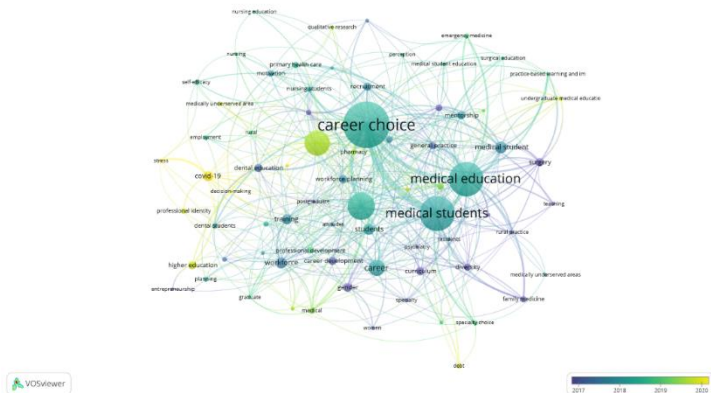 nursing education
qualitative research
emergency medicine
nursing
perception
surgical education
primary health care
medical student education
motivation
practice-based learning and im
self-efficacy
nursing students
recruitment
medically underserved area
undergraduate medical educatio
mentorship
career choice
employment
rural
general practice
medical student
pharmacy
stress
dental education
surgery
covid-19
workforce planning
medical education
decision-making
postgraduate
learning
professional identity
medical students
training
attitudes
dental students
students
rural practice
residents
psychiatry
professional development
higher education
workforce
career development
career
diversity
curriculum
medically underserved areas
planning
entrepreneurship
gender
graduate
specialty
family medicine
medical
specialty choice
women
debt
VOSviewer
2017 2018 2019 2020